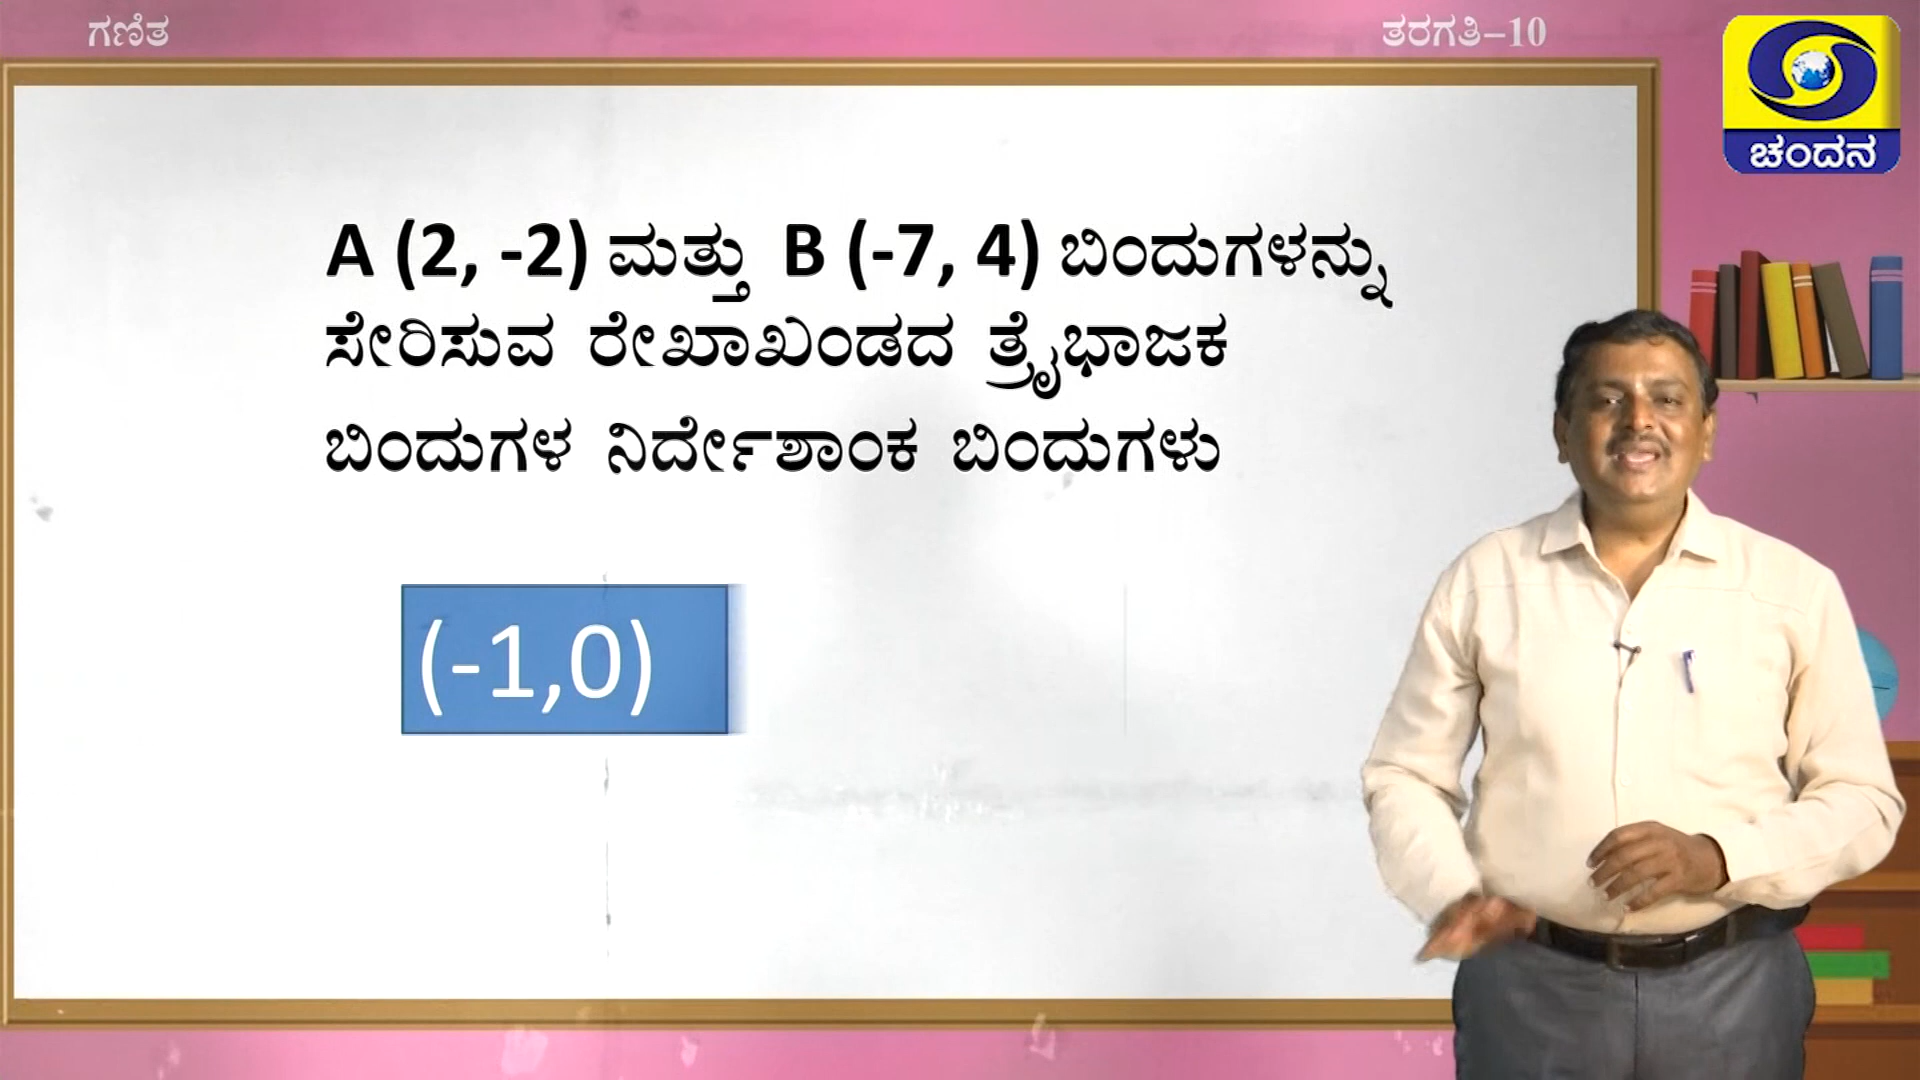 ಗಣಿತ
ತರಗತಿ–10
ಚಂದನ
A (2, -2) ಮತ್ತು B (-7, 4) ಬಿಂದುಗಳನ್ನು
ಸೇರಿಸುವ ರೇಖಾಖಂಡದ ತ್ರೈಭಾಜಕ
ಬಿಂದುಗಳ ನಿರ್ದೇಶಾಂಕ ಬಿಂದುಗಳು
(-1,0)